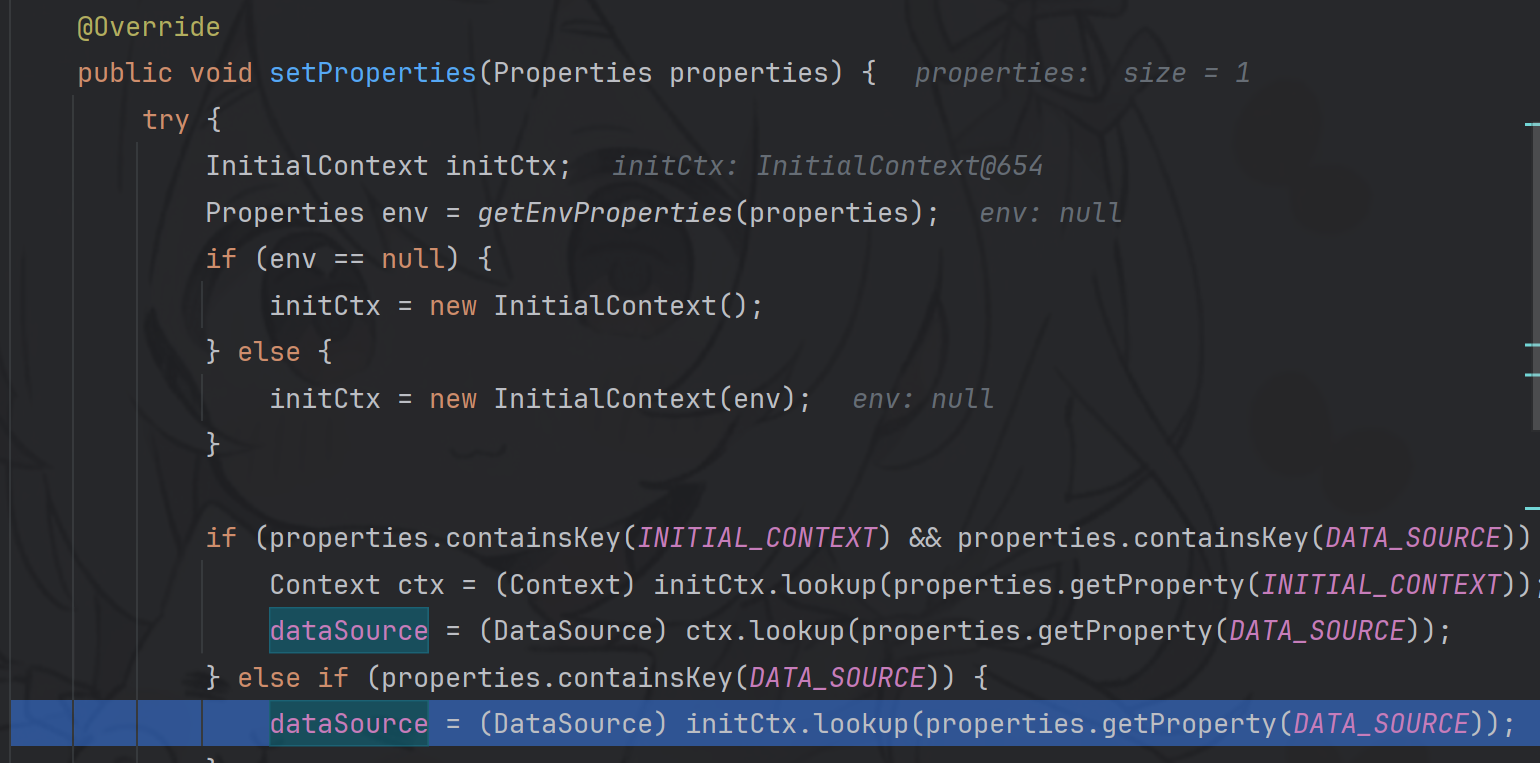 @Override
public void setProperties(Properties properties) {   properties:  size = 1
try {
InitialContext initCtx;   initCtx: InitialContext@654
Properties env = getEnvProperties(properties);   env: null
if (env == null) {
initCtx = new InitialContext();
} else {
initCtx = new InitialContext(env);   env: null
}
if (properties.containsKey(INITIAL_CONTEXT) && properties.containsKey(DATA_SOURCE))
Context ctx = (Context) initCtx.lookup(properties.getProperty(INITIAL_CONTEXT));
dataSource = (DataSource) ctx.lookup(properties.getProperty(DATA_SOURCE));
} else if (properties.containsKey(DATA_SOURCE)) {
dataSource = (DataSource) initCtx.lookup(properties.getProperty(DATA_SOURCE));